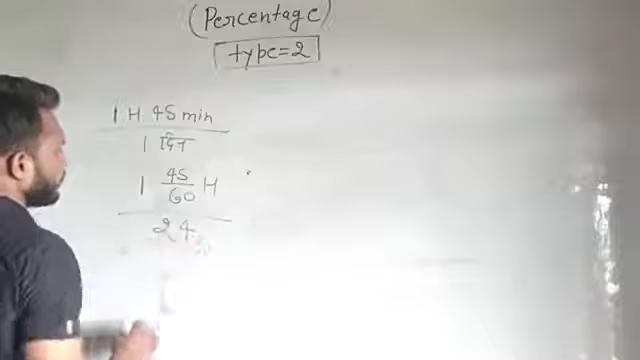 (Percentage)
type=2
1 H 45 min
1 दिन
1 45/60 H
24